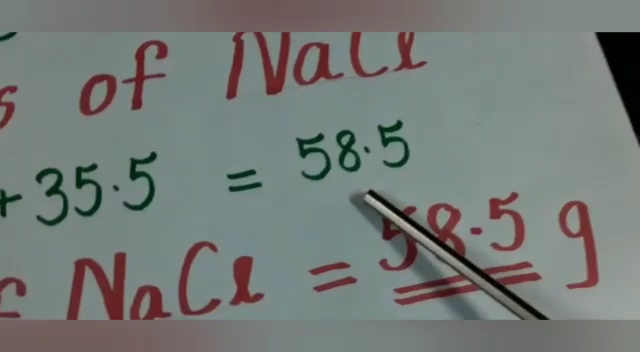 of NaCl
+35.5 = 58.5
NaCl = 58.5 g